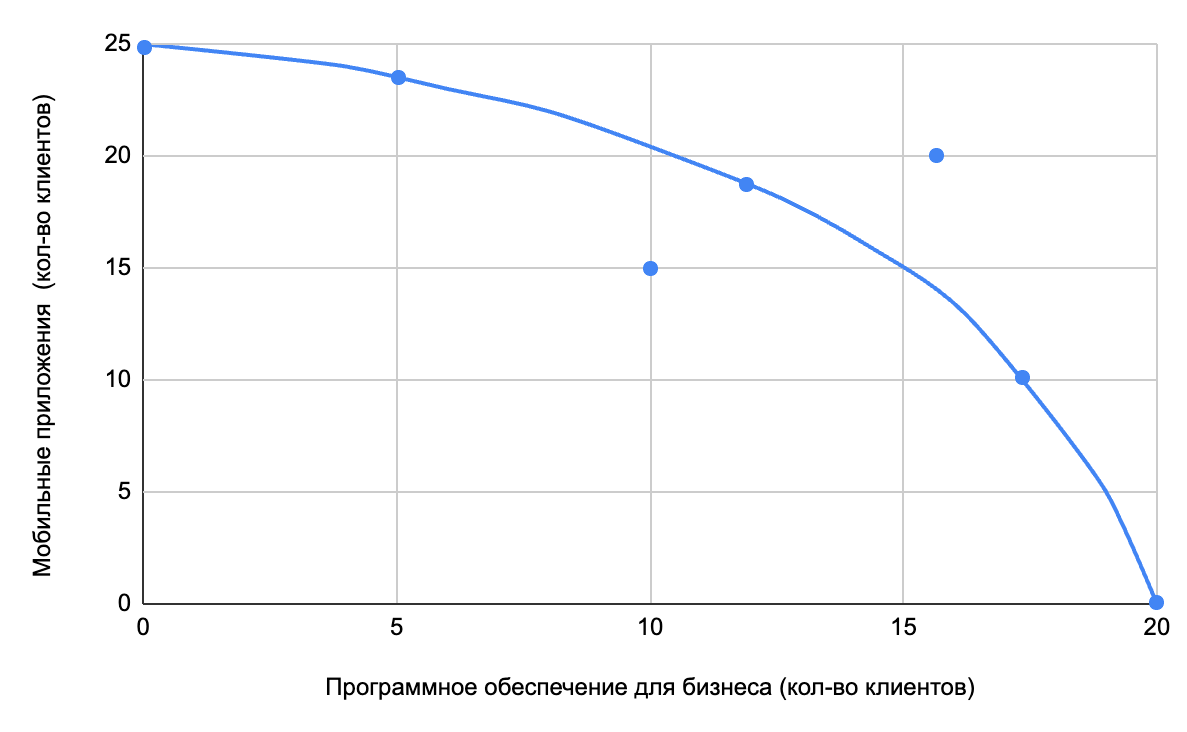 Мобильные приложения  (кол-во клиентов)
25
20
15
10
5
0
0 5 10 15 20
Программное обеспечение для бизнеса (кол-во клиентов)